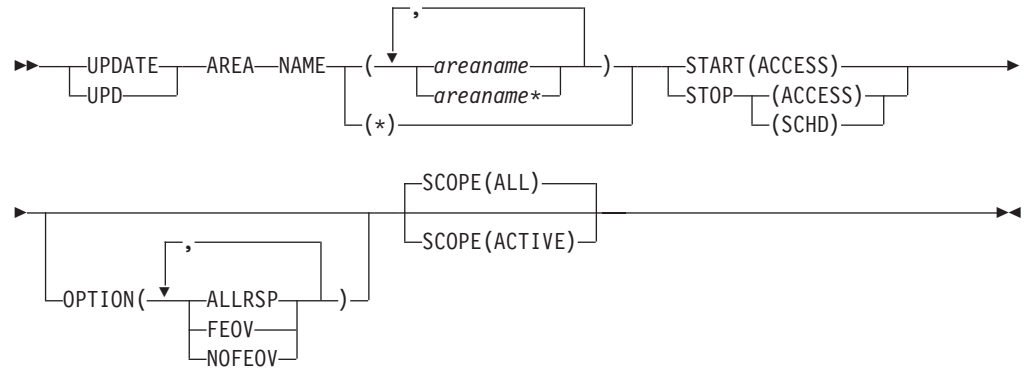 ,
UPDATE AREA NAME ( areaname ) START(ACCESS)
UPD areaname* STOP (ACCESS)
(*) (SCHD)
SCOPE(ALL)
, SCOPE(ACTIVE)
OPTION( ALLRSP )
FEOV
NOFEOV